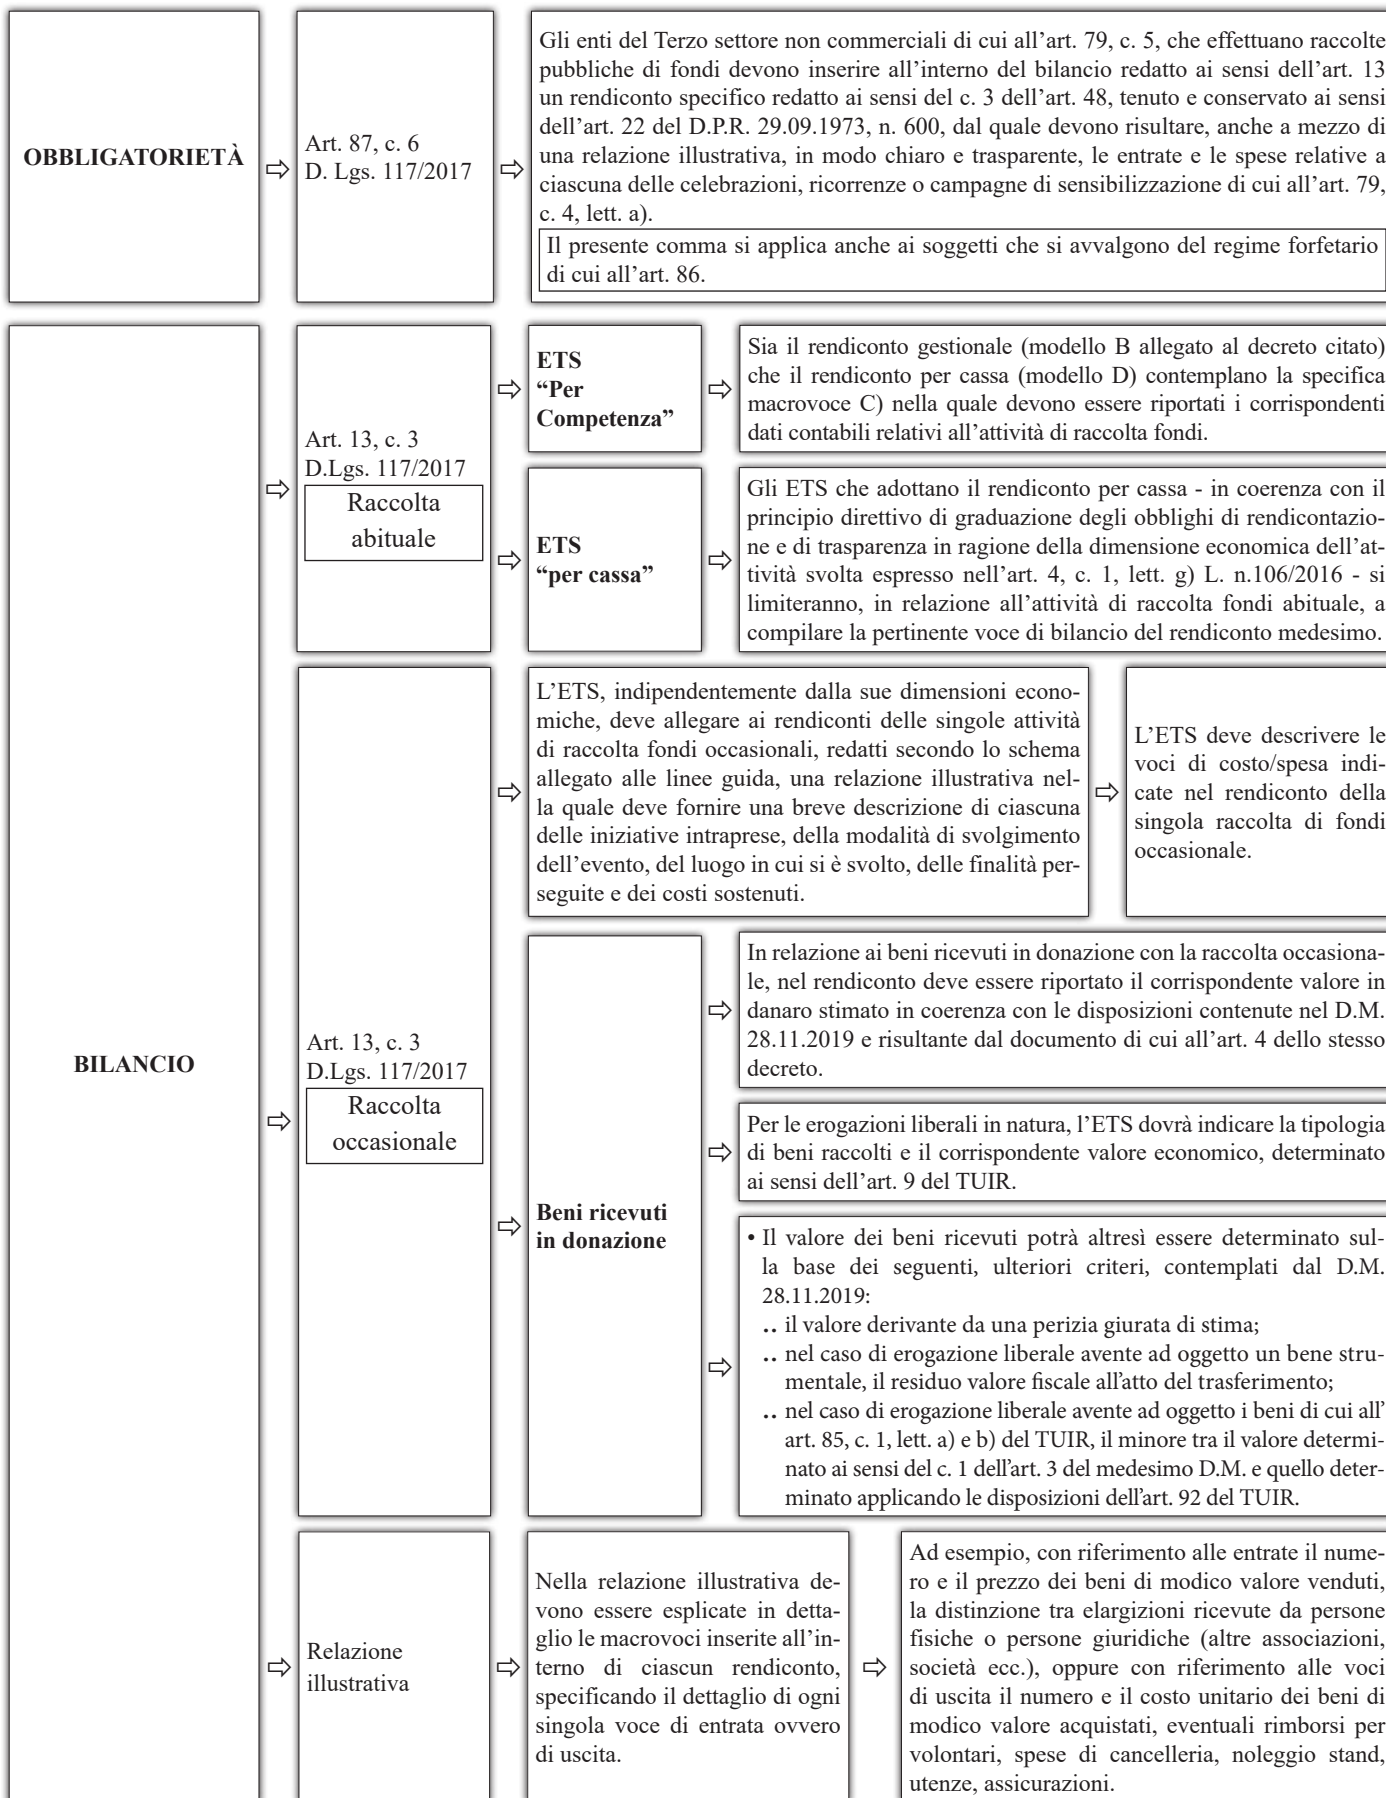 OBBLIGATORIETÀ
Art. 87, c. 6
D. Lgs. 117/2017
Gli enti del Terzo settore non commerciali di cui all’art. 79, c. 5, che effettuano raccolte
pubbliche di fondi devono inserire all’interno del bilancio redatto ai sensi dell’art. 13
un rendiconto specifico redatto ai sensi del c. 3 dell’art. 48, tenuto e conservato ai sensi
dell’art. 22 del D.P.R. 29.09.1973, n. 600, dal quale devono risultare, anche a mezzo di
una relazione illustrativa, in modo chiaro e trasparente, le entrate e le spese relative a
ciascuna delle celebrazioni, ricorrenze o campagne di sensibilizzazione di cui all’art. 79,
c. 4, lett. a).
Il presente comma si applica anche ai soggetti che si avvalgono del regime forfetario
di cui all’art. 86.
BILANCIO
Art. 13, c. 3
D.Lgs. 117/2017
Raccolta
abituale
ETS
“Per
Competenza”
Sia il rendiconto gestionale (modello B allegato al decreto citato)
che il rendiconto per cassa (modello D) contemplano la specifica
macrovoce C) nella quale devono essere riportati i corrispondenti
dati contabili relativi all’attività di raccolta fondi.
ETS
“per cassa”
Gli ETS che adottano il rendiconto per cassa - in coerenza con il
principio direttivo di graduazione degli obblighi di rendicontazio-
ne e di trasparenza in ragione della dimensione economica dell’at-
tività svolta espresso nell’art. 4, c. 1, lett. g) L. n.106/2016 - si
limiteranno, in relazione all’attività di raccolta fondi abituale, a
compilare la pertinente voce di bilancio del rendiconto medesimo.
Art. 13, c. 3
D.Lgs. 117/2017
Raccolta
occasionale
L’ETS, indipendentemente dalla sue dimensioni econo-
miche, deve allegare ai rendiconti delle singole attività
di raccolta fondi occasionali, redatti secondo lo schema
allegato alle linee guida, una relazione illustrativa nel-
la quale deve fornire una breve descrizione di ciascuna
delle iniziative intraprese, della modalità di svolgimento
dell’evento, del luogo in cui si è svolto, delle finalità per-
seguite e dei costi sostenuti.
L’ETS deve descrivere le
voci di costo/spesa indi-
cate nel rendiconto della
singola raccolta di fondi
occasionale.
Beni ricevuti
in donazione
In relazione ai beni ricevuti in donazione con la raccolta occasiona-
le, nel rendiconto deve essere riportato il corrispondente valore in
danaro stimato in coerenza con le disposizioni contenute nel D.M.
28.11.2019 e risultante dal documento di cui all’art. 4 dello stesso
decreto.
Per le erogazioni liberali in natura, l’ETS dovrà indicare la tipologia
di beni raccolti e il corrispondente valore economico, determinato
ai sensi dell’art. 9 del TUIR.
• Il valore dei beni ricevuti potrà altresì essere determinato sul-
la base dei seguenti, ulteriori criteri, contemplati dal D.M.
28.11.2019:
.. il valore derivante da una perizia giurata di stima;
.. nel caso di erogazione liberale avente ad oggetto un bene stru-
mentale, il residuo valore fiscale all’atto del trasferimento;
.. nel caso di erogazione liberale avente ad oggetto i beni di cui all’
art. 85, c. 1, lett. a) e b) del TUIR, il minore tra il valore determi-
nato ai sensi del c. 1 dell’art. 3 del medesimo D.M. e quello deter-
minato applicando le disposizioni dell’art. 92 del TUIR.
Relazione
illustrativa
Nella relazione illustrativa de-
vono essere esplicate in detta-
glio le macrovoci inserite all’in-
terno di ciascun rendiconto,
specificando il dettaglio di ogni
singola voce di entrata ovvero
di uscita.
Ad esempio, con riferimento alle entrate il nume-
ro e il prezzo dei beni di modico valore venduti,
la distinzione tra elargizioni ricevute da persone
fisiche o persone giuridiche (altre associazioni,
società ecc.), oppure con riferimento alle voci
di uscita il numero e il costo unitario dei beni di
modico valore acquistati, eventuali rimborsi per
volontari, spese di cancelleria, noleggio stand,
utenze, assicurazioni.